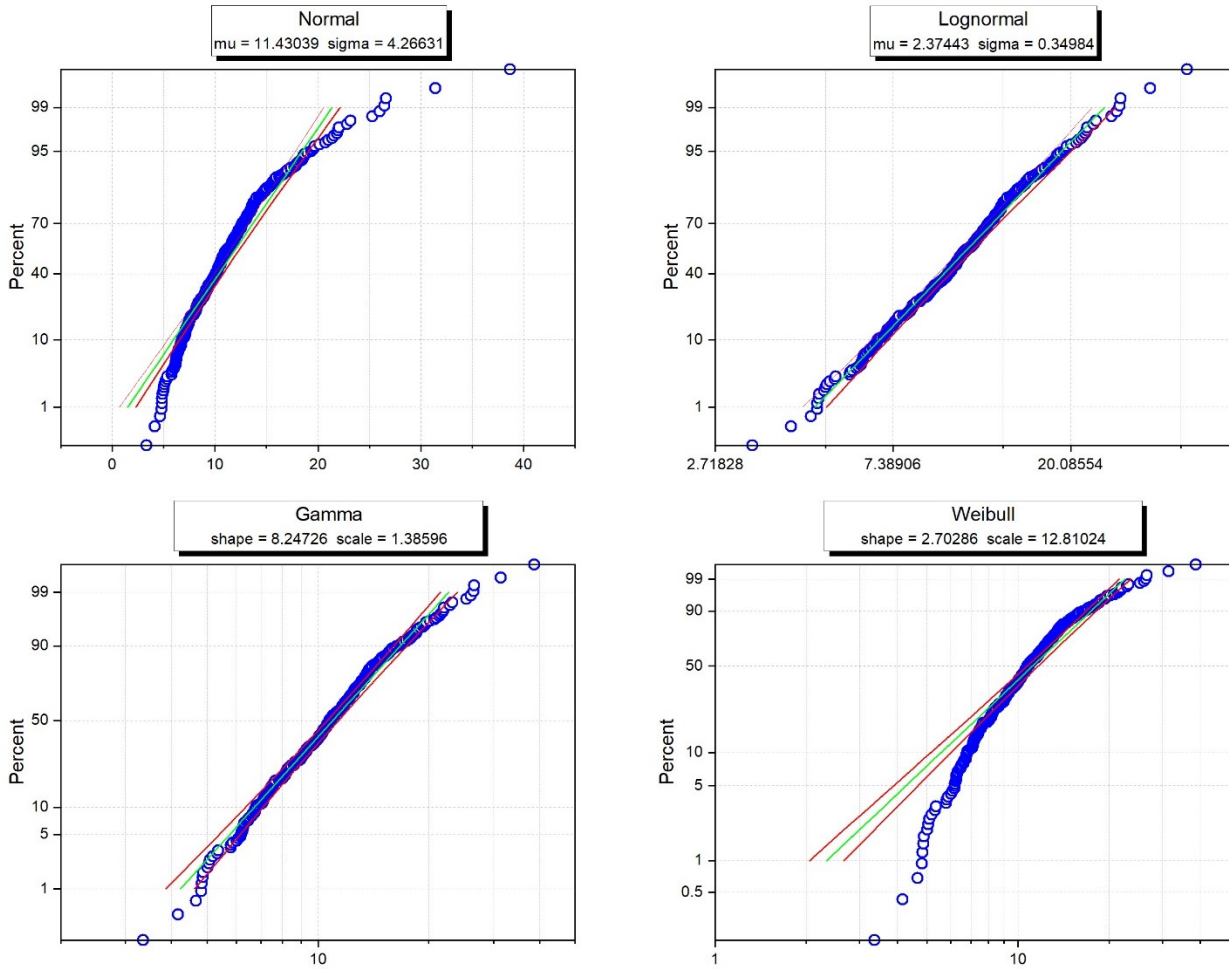 Normal
mu = 11.43039 sigma = 4.26631
99
95
70
40
10
1
Percent
0 10 20 30 40
Lognormal
mu = 2.37443 sigma = 0.34984
99
95
70
40
10
1
Percent
2.71828 7.38906 20.08554
Gamma
shape = 8.24726 scale = 1.38596
99
90
50
10
5
1
Percent
10
Weibull
shape = 2.70286 scale = 12.81024
99
90
50
10
5
1
0.5
Percent
1 10